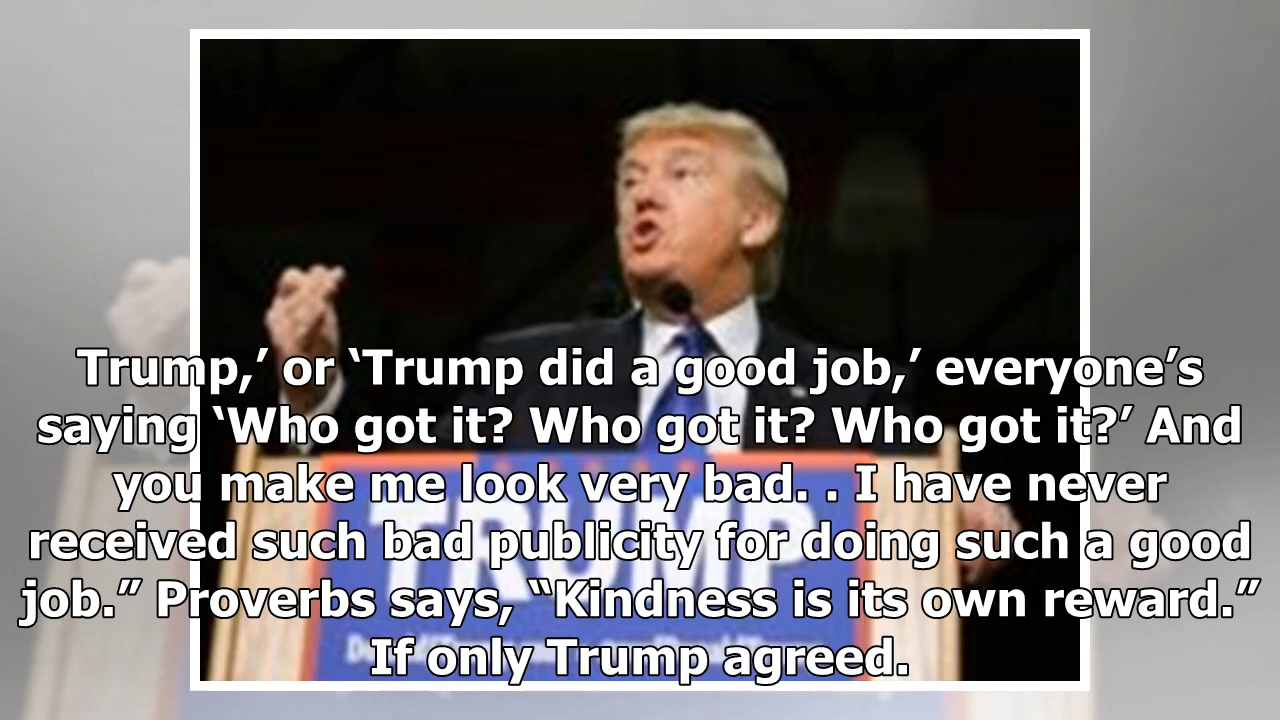 Trump,’ or ‘Trump did a good job,’ everyone’s
saying ‘Who got it? Who got it? Who got it?’ And
you make me look very bad. . I have never
received such bad publicity for doing such a good
job.” Proverbs says, “Kindness is its own reward.”
If only Trump agreed.
TRUMP